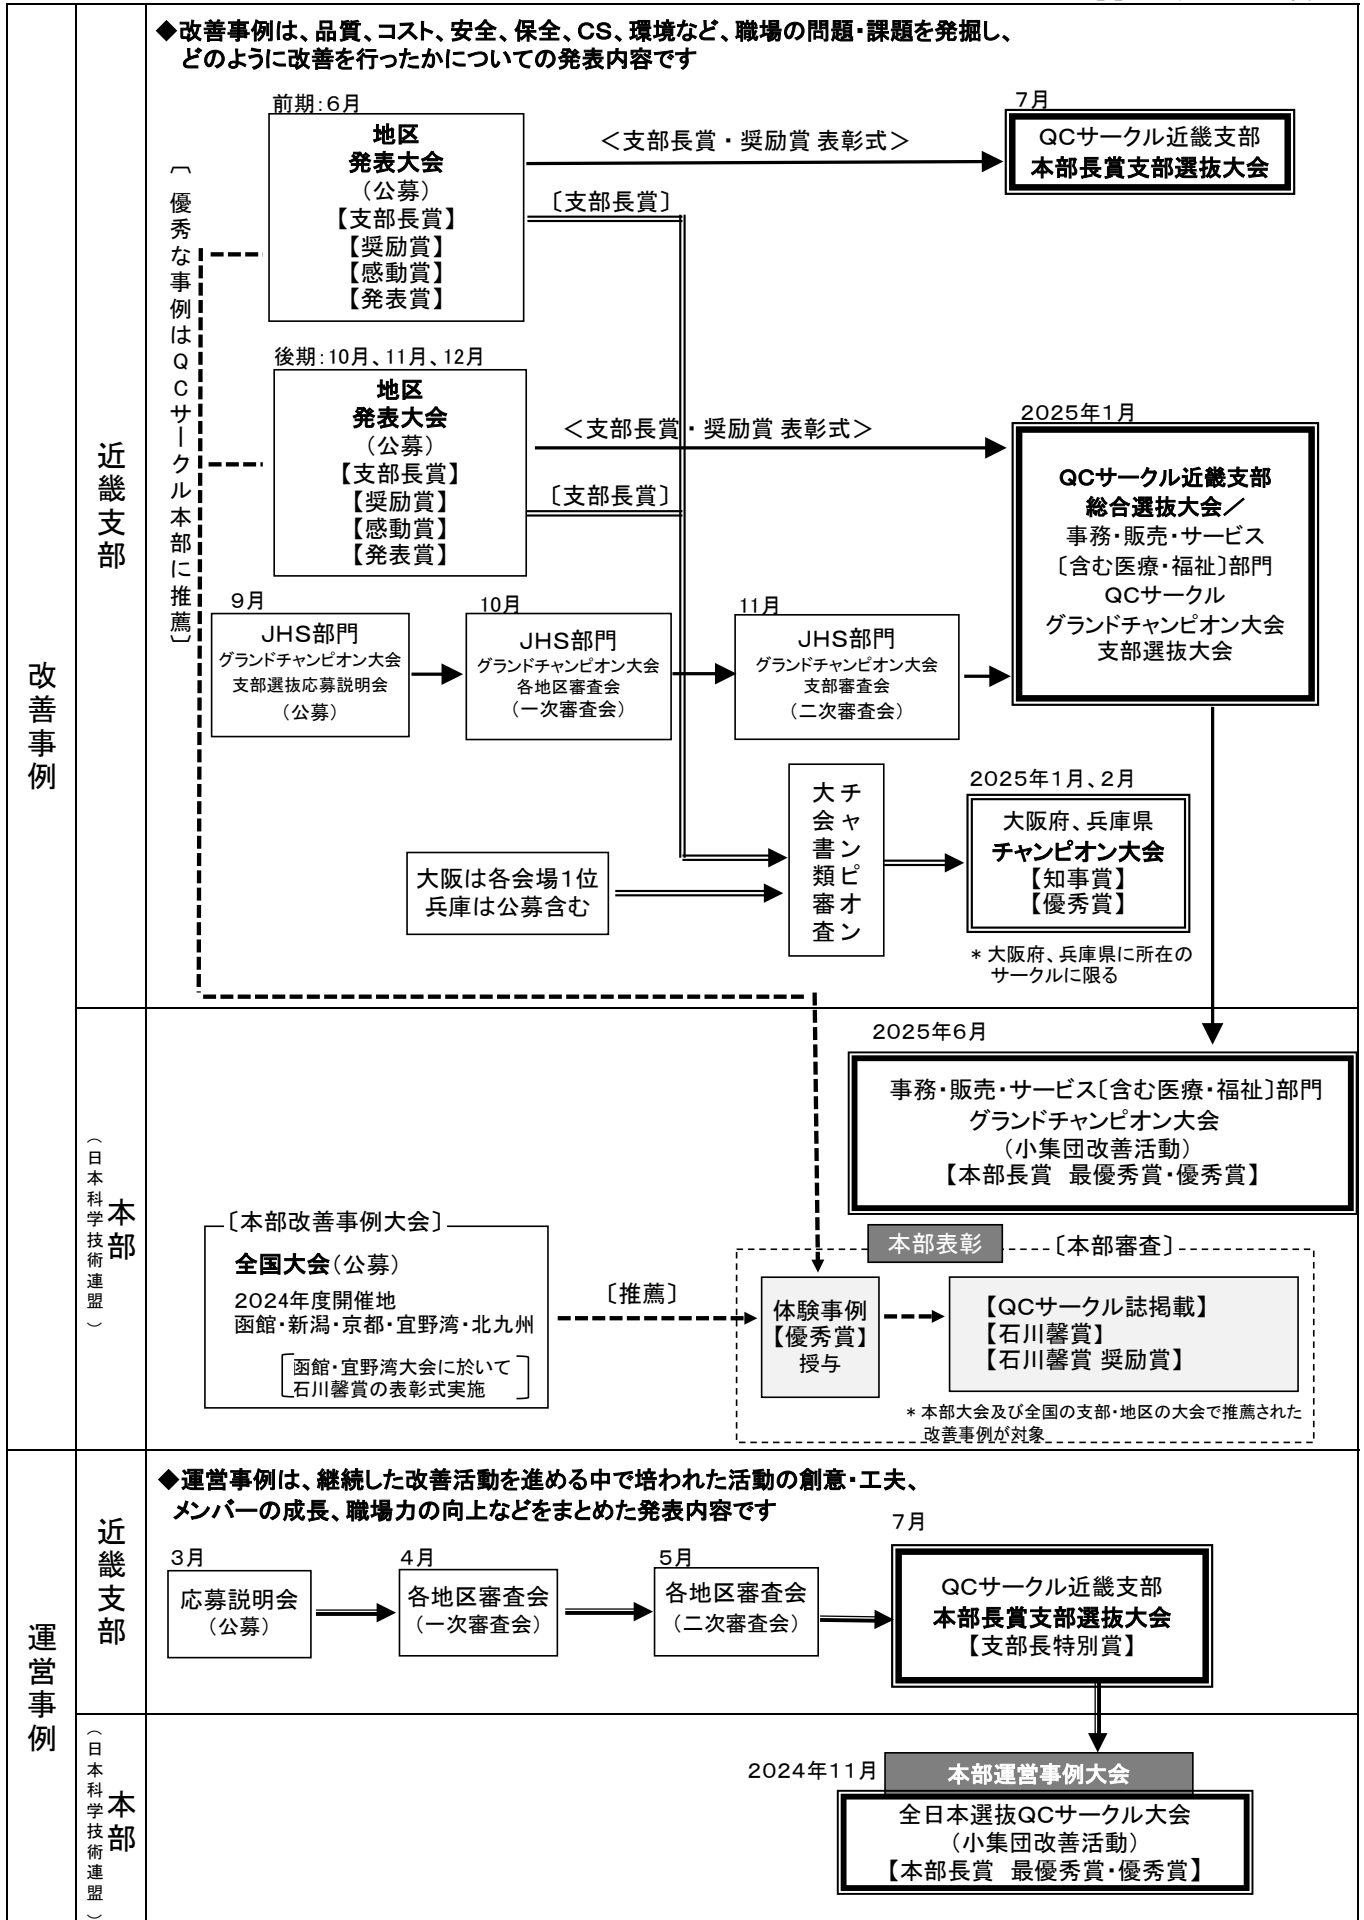 改善事例
近畿支部
◆改善事例は、品質、コスト、安全、保全、CS、環境など、職場の問題・課題を発掘し、
どのように改善を行ったかについての発表内容です
〔優秀な事例はQCサークル本部に推薦〕
前期：6月
地区
発表大会
（公募）
【支部長賞】
【奨励賞】
【感動賞】
【発表賞】
＜支部長賞・奨励賞 表彰式＞
〔支部長賞〕
7月
QCサークル近畿支部
本部長賞支部選抜大会
後期：10月、11月、12月
地区
発表大会
（公募）
【支部長賞】
【奨励賞】
【感動賞】
【発表賞】
＜支部長賞・奨励賞 表彰式＞
〔支部長賞〕
2025年1月
QCサークル近畿支部
総合選抜大会／
事務・販売・サービス
〔含む医療・福祉〕部門
QCサークル
グランドチャンピオン大会
支部選抜大会
9月
JHS部門
グランドチャンピオン大会
支部選抜応募説明会
（公募）
10月
JHS部門
グランドチャンピオン大会
各地区審査会
（一次審査会）
11月
JHS部門
グランドチャンピオン大会
支部審査会
（二次審査会）
大阪は各会場1位
兵庫は公募含む
チャンピオン
大会書類審査
2025年1月、2月
大阪府、兵庫県
チャンピオン大会
【知事賞】
【優秀賞】
＊大阪府、兵庫県に所在の
サークルに限る
本部
（日本科学技術連盟）
2025年6月
事務・販売・サービス〔含む医療・福祉〕部門
グランドチャンピオン大会
（小集団改善活動）
【本部長賞　最優秀賞・優秀賞】
〔本部改善事例大会〕
全国大会（公募）
2024年度開催地
函館・新潟・京都・宜野湾・北九州
函館・宜野湾大会に於いて
石川馨賞の表彰式実施
〔推薦〕
本部表彰
〔本部審査〕
体験事例
【優秀賞】
授与
【QCサークル誌掲載】
【石川馨賞】
【石川馨賞 奨励賞】
＊本部大会及び全国の支部・地区の大会で推薦された
改善事例が対象
運営事例
近畿支部
◆運営事例は、継続した改善活動を進める中で培われた活動の創意・工夫、
メンバーの成長、職場力の向上などをまとめた発表内容です
3月
応募説明会
（公募）
4月
各地区審査会
（一次審査会）
5月
各地区審査会
（二次審査会）
7月
QCサークル近畿支部
本部長賞支部選抜大会
【支部長特別賞】
本部
（日本科学技術連盟）
2024年11月
本部運営事例大会
全日本選抜QCサークル大会
（小集団改善活動）
【本部長賞　最優秀賞・優秀賞】